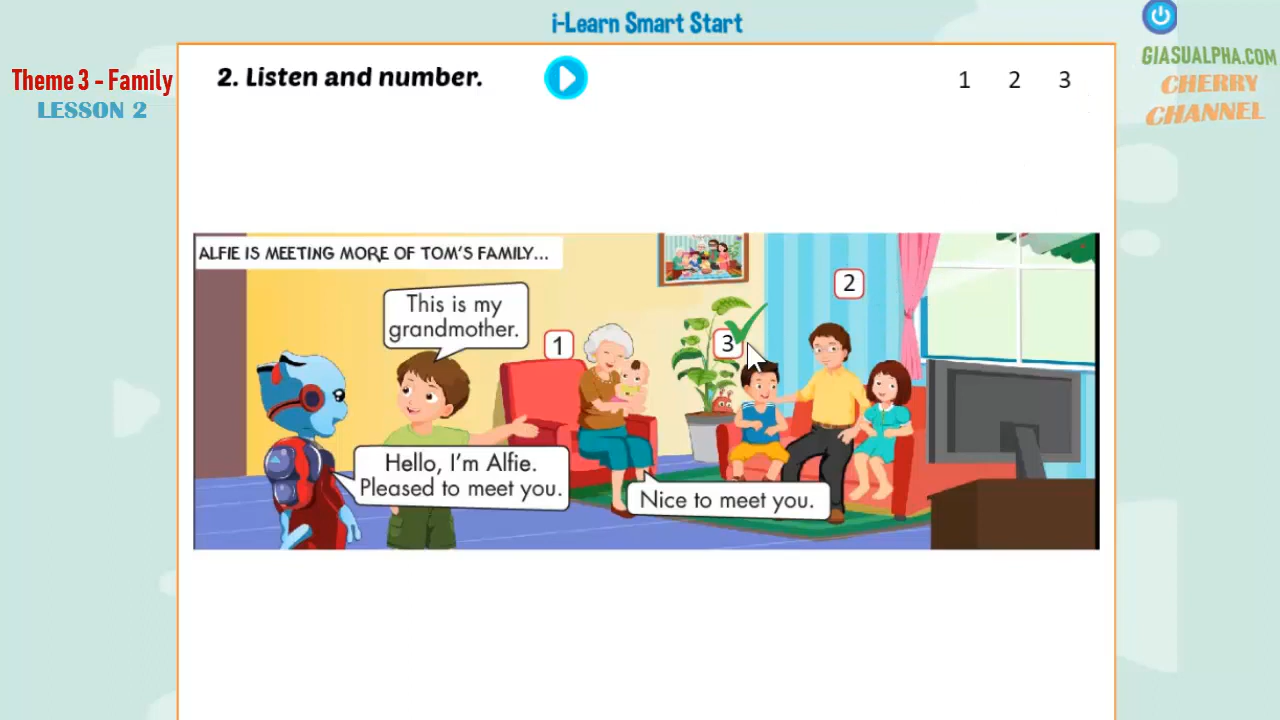 i-Learn Smart Start
GIASUALPHA.COM
CHERRY
CHANNEL
Theme 3 - Family
LESSON 2
2. Listen and number.
1 2 3
ALFIE IS MEETING MORE OF TOM'S FAMILY...
This is my
grandmother.
1
3
2
Hello, I'm Alfie.
Pleased to meet you.
Nice to meet you.